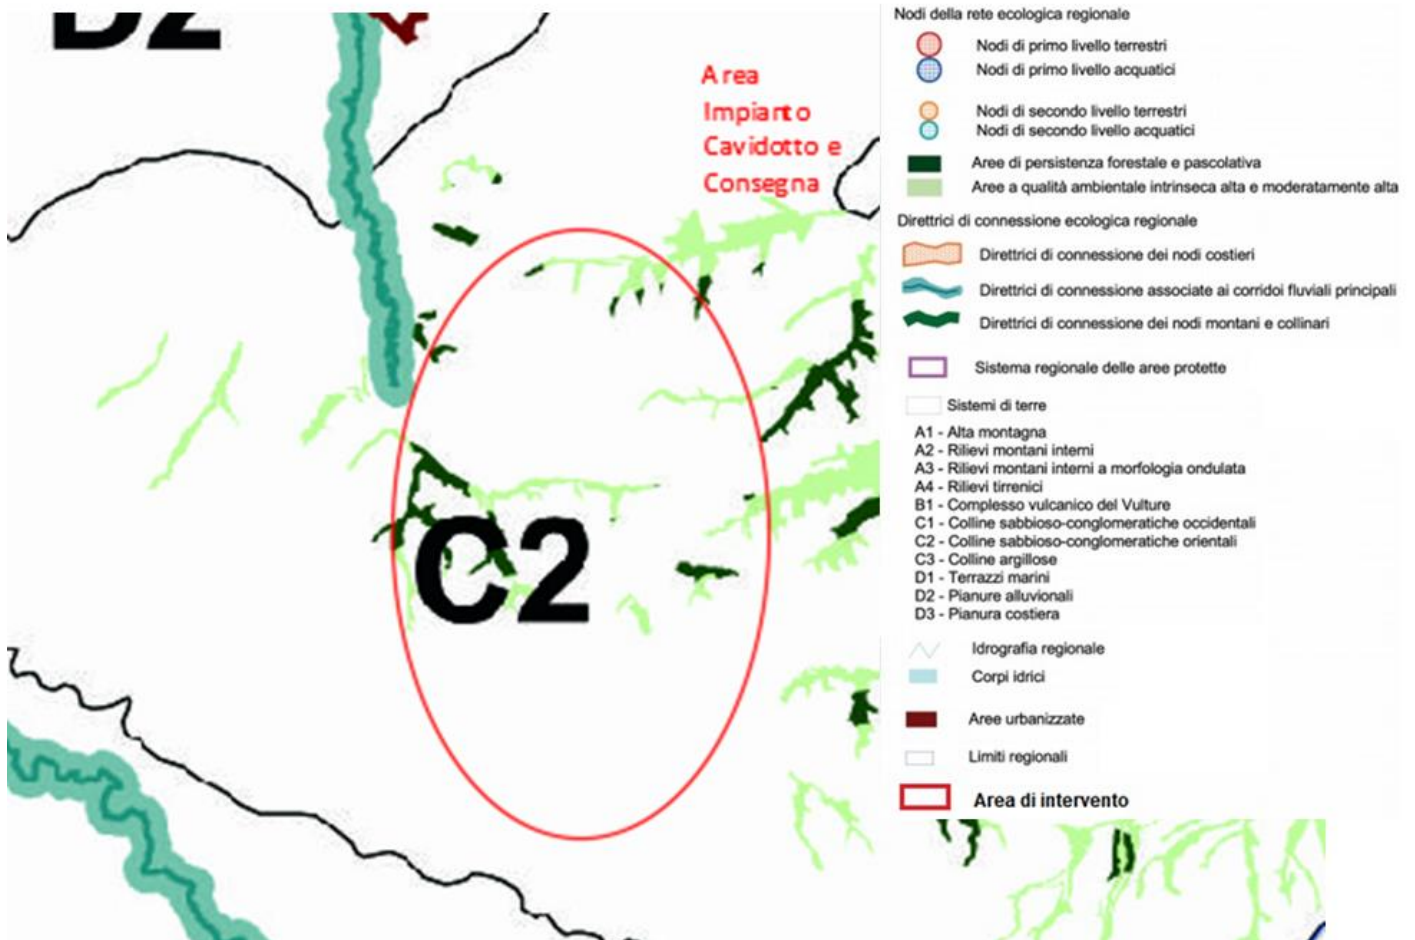 D2
Area
Impianto
Cavidotto e
Consegna
C2
Nodi della rete ecologica regionale
Nodi di primo livello terrestri
Nodi di primo livello acquatici
Nodi di secondo livello terrestri
Nodi di secondo livello acquatici
Aree di persistenza forestale e pascolativa
Aree a qualità ambientale intrinseca alta e moderatamente alta
Direttrici di connessione ecologica regionale
Direttrici di connessione dei nodi costieri
Direttrici di connessione associate ai corridoi fluviali principali
Direttrici di connessione dei nodi montani e collinari
Sistema regionale delle aree protette
Sistemi di terre
A1 - Alta montagna
A2 - Rilievi montani interni
A3 - Rilievi montani interni a morfologia ondulata
A4 - Rilievi tirrenici
B1 - Complesso vulcanico del Vulture
C1 - Colline sabbioso-conglomeratiche occidentali
C2 - Colline sabbioso-conglomeratiche orientali
C3 - Colline argillose
D1 - Terrazzi marini
D2 - Pianure alluvionali
D3 - Pianura costiera
Idrografia regionale
Corpi idrici
Aree urbanizzate
Limiti regionali
Area di intervento